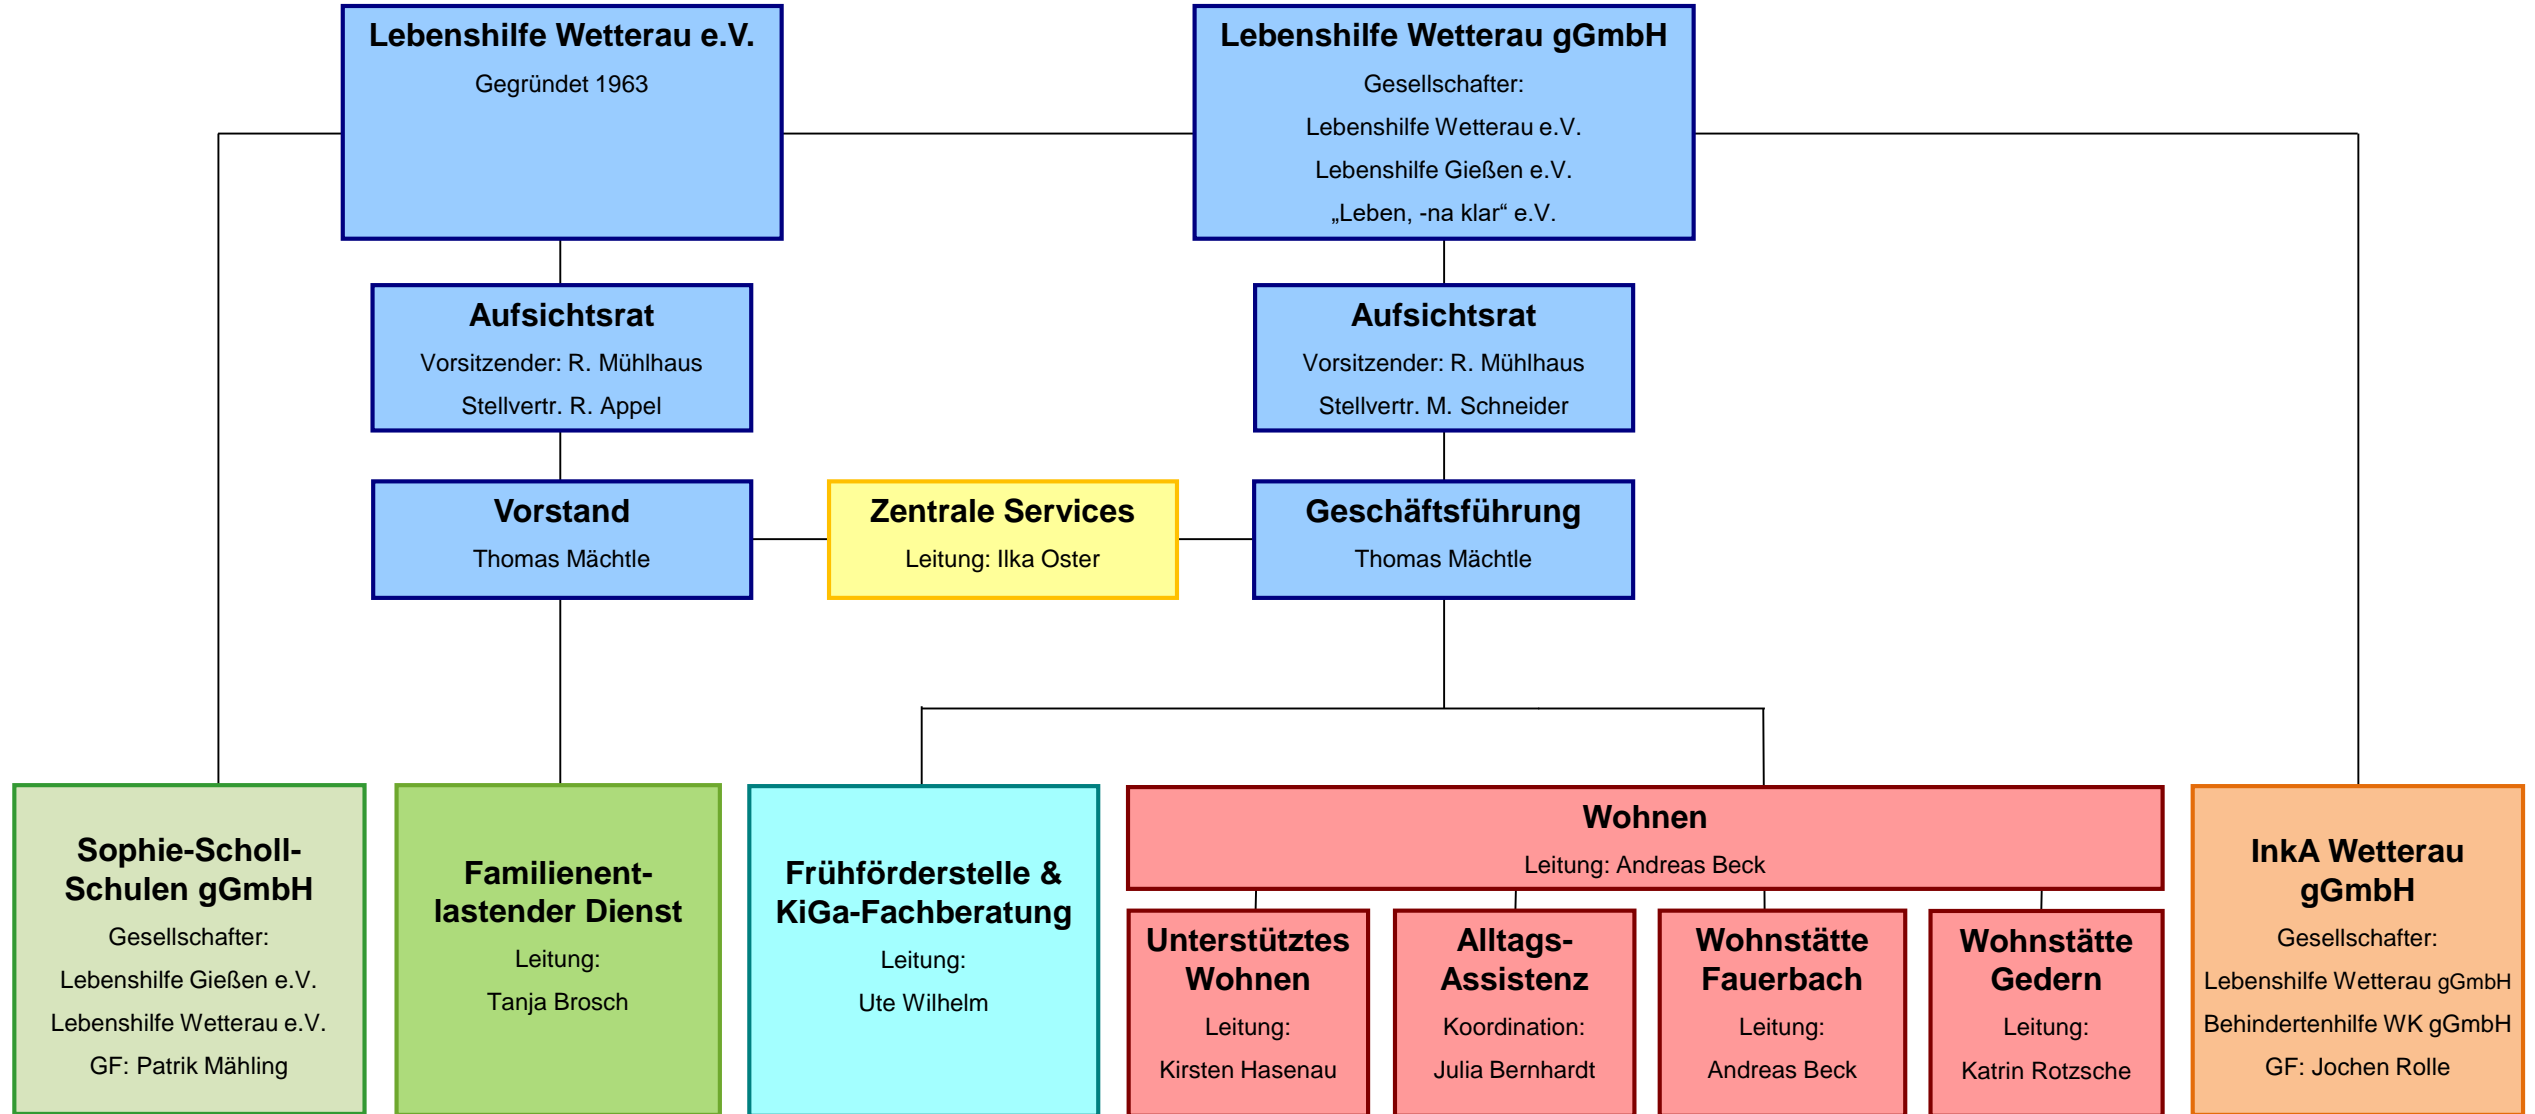 Lebenshilfe Wetterau e.V.
Gegründet 1963
Lebenshilfe Wetterau gGmbH
Gesellschafter:
Lebenshilfe Wetterau e.V.
Lebenshilfe Gießen e.V.
„Leben, -na klar“ e.V.
Aufsichtsrat
Vorsitzender: R. Mühlhaus
Stellvertr. R. Appel
Aufsichtsrat
Vorsitzender: R. Mühlhaus
Stellvertr. M. Schneider
Vorstand
Thomas Mächtle
Zentrale Services
Leitung: Ilka Oster
Geschäftsführung
Thomas Mächtle
Sophie-Scholl-
Schulen gGmbH
Gesellschafter:
Lebenshilfe Gießen e.V.
Lebenshilfe Wetterau e.V.
GF: Patrik Mähling
Familienent-
lastender Dienst
Leitung:
Tanja Brosch
Frühförderstelle &
KiGa-Fachberatung
Leitung:
Ute Wilhelm
Wohnen
Leitung: Andreas Beck
Unterstütztes
Wohnen
Leitung:
Kirsten Hasenau
Alltags-
Assistenz
Koordination:
Julia Bernhardt
Wohnstätte
Fauerbach
Leitung:
Andreas Beck
Wohnstätte
Gedern
Leitung:
Katrin Rotzsche
InkA Wetterau
gGmbH
Gesellschafter:
Lebenshilfe Wetterau gGmbH
Behindertenhilfe WK gGmbH
GF: Jochen Rolle